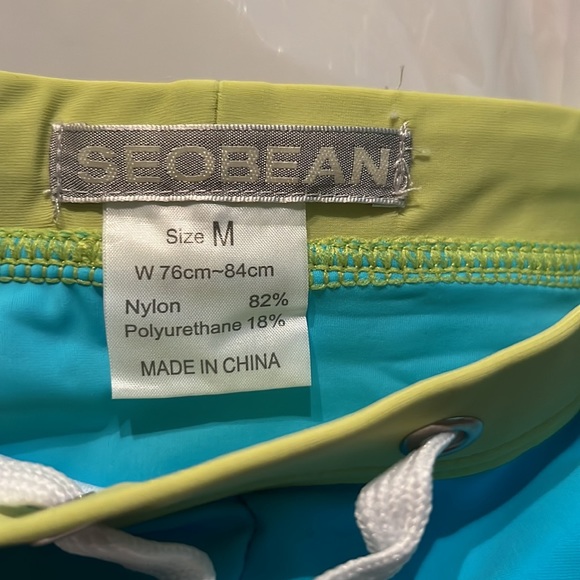 SEOBEAN
Size M
W 76cm~84cm
Nylon 82%
Polyurethane 18%
MADE IN CHINA